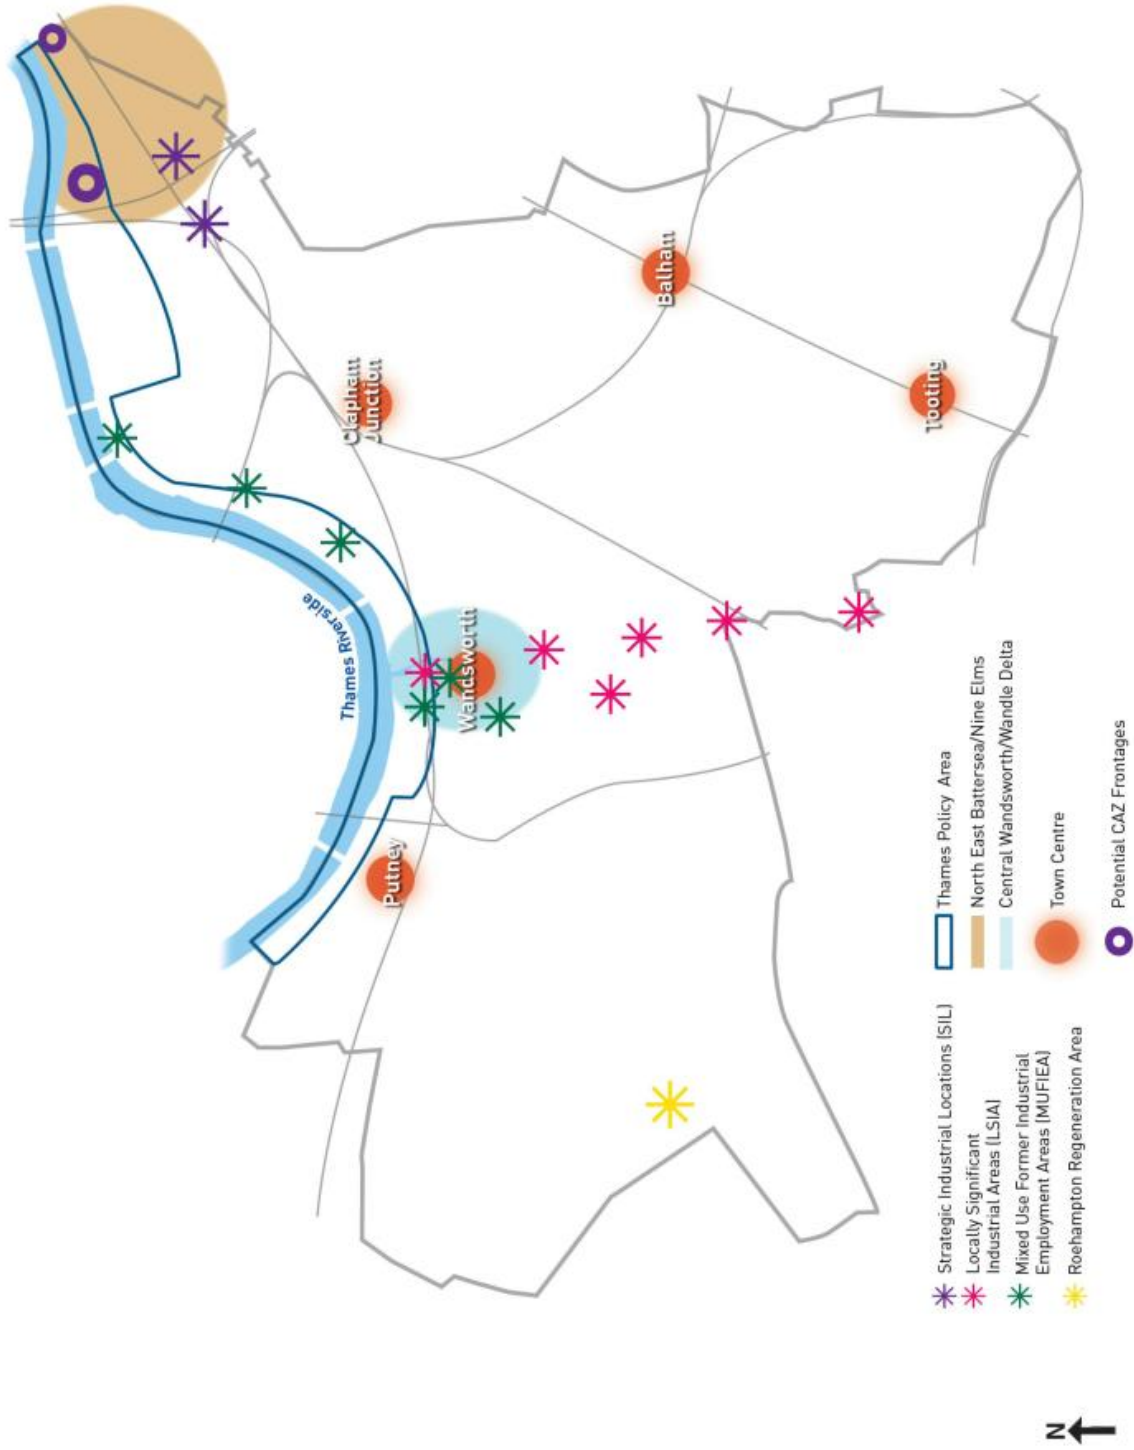 Thames Riverside
Clapham
Junction
Wandsworth
Putney
Balham
Tooting
Strategic Industrial Locations (SIL)
Locally Significant
Industrial Areas (LSIA)
Mixed Use Former Industrial
Employment Areas (MUFIEA)
Roehampton Regeneration Area
Thames Policy Area
North East Battersea/Nine Elms
Central Wandsworth/Wandle Delta
Town Centre
Potential CAZ Frontages
N